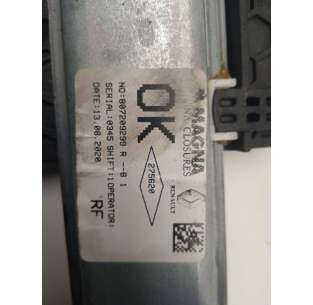 MAGNA
CLOSURES
OK
275620
RENAULT
NO:807209299 R --B 1
SERIAL:0345 SHIFT:1OPERATOR:
DATE:13.08.2020
RF